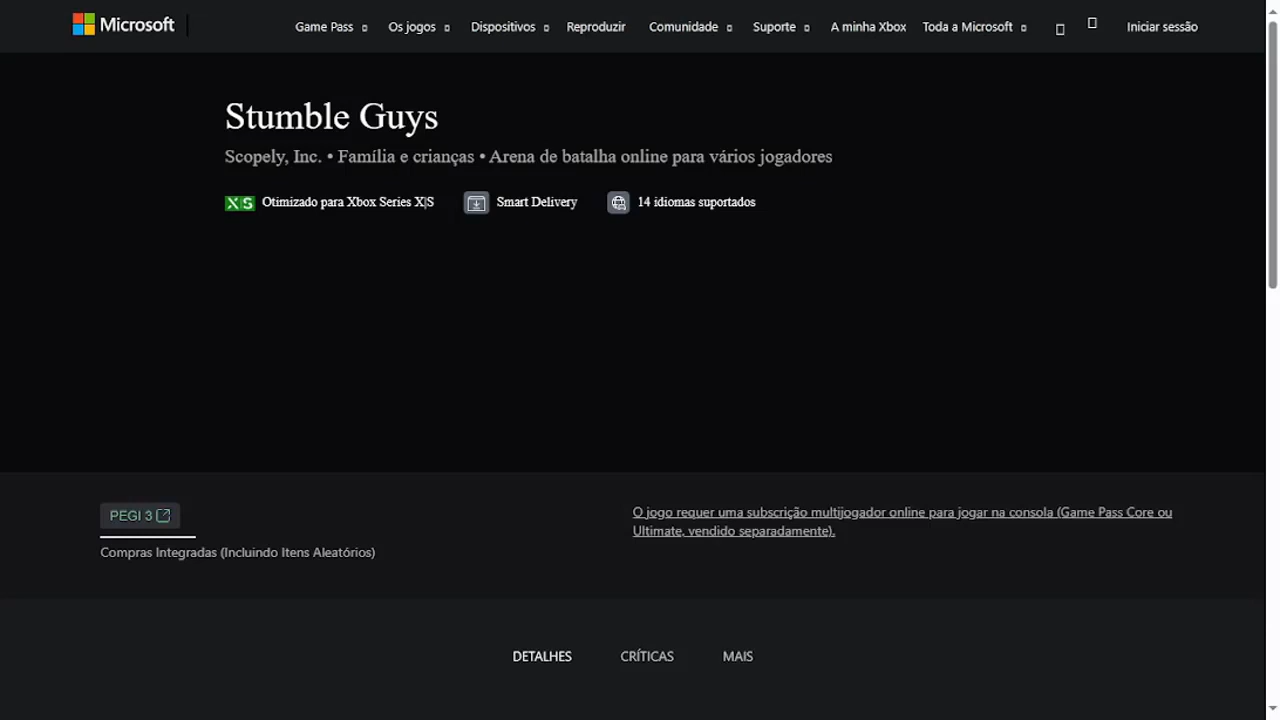 Microsoft
Game Pass Os jogos Dispositivos Reproduzir Comunidade Suporte A minha Xbox Toda a Microsoft Iniciar sessão
Stumble Guys
Scopely, Inc. • Família e crianças • Arena de batalha online para vários jogadores
XS Otimizado para Xbox Series X|S Smart Delivery 14 idiomas suportados
PEGI 3
Compras Integradas (Incluindo Itens Aleatórios)
O jogo requer uma subscrição multijogador online para jogar na consola (Game Pass Core ou
Ultimate, vendido separadamente).
DETALHES CRÍTICAS MAIS